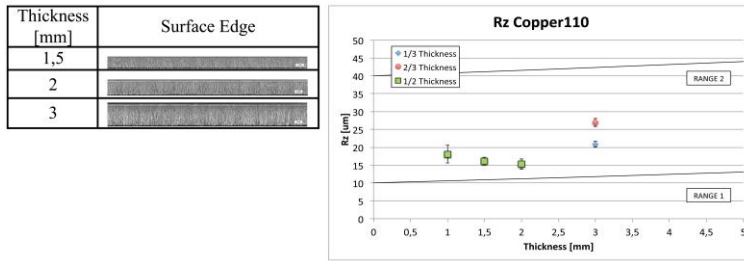 Thickness
[mm]
Surface Edge
1,5
2
3
Rz Copper110
50
45
40
35
30
25
20
15
10
5
0
Rz [um]
1/3 Thickness
2/3 Thickness
1/2 Thickness
RANGE 2
RANGE 1
0
0,5
1
1,5
2
2,5
3
3,5
4
4,5
5
Thickness [mm]